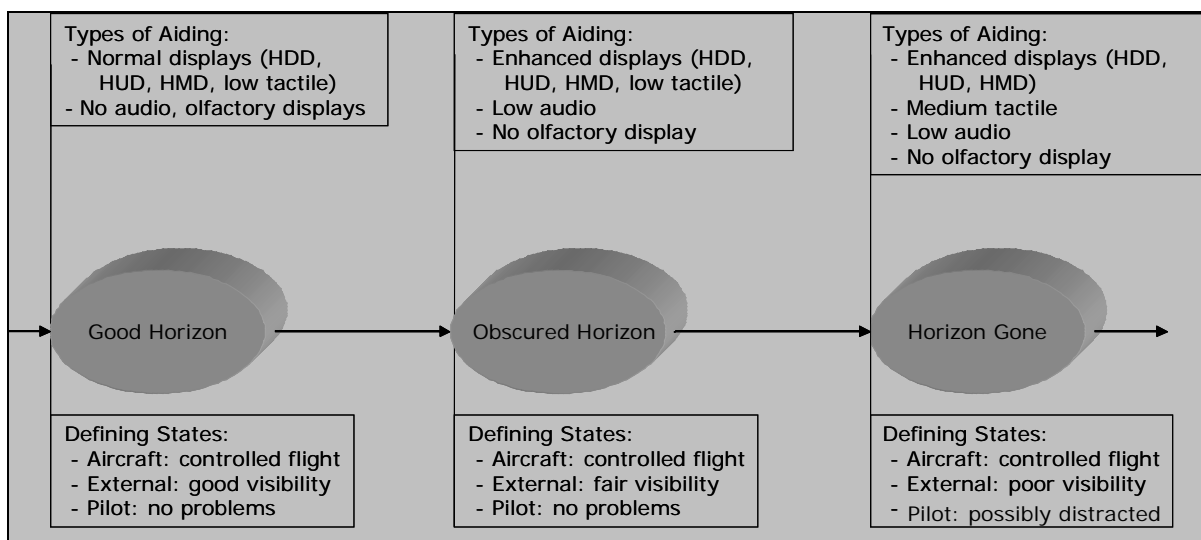 Types of Aiding:
- Normal displays (HDD,
HUD, HMD, low tactile)
- No audio, olfactory displays
Types of Aiding:
- Enhanced displays (HDD,
HUD, HMD, low tactile)
- Low audio
- No olfactory display
Types of Aiding:
- Enhanced displays (HDD,
HUD, HMD)
- Medium tactile
- Low audio
- No olfactory display
Good Horizon
Obscured Horizon
Horizon Gone
Defining States:
- Aircraft: controlled flight
- External: good visibility
- Pilot: no problems
Defining States:
- Aircraft: controlled flight
- External: fair visibility
- Pilot: no problems
Defining States:
- Aircraft: controlled flight
- External: poor visibility
- Pilot: possibly distracted